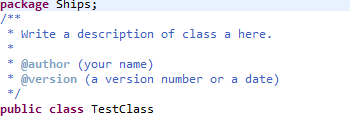 package Ships;
/**
 * Write a description of class a here.
 *
 * @author (your name)
 * @version (a version number or a date)
 */
public class TestClass